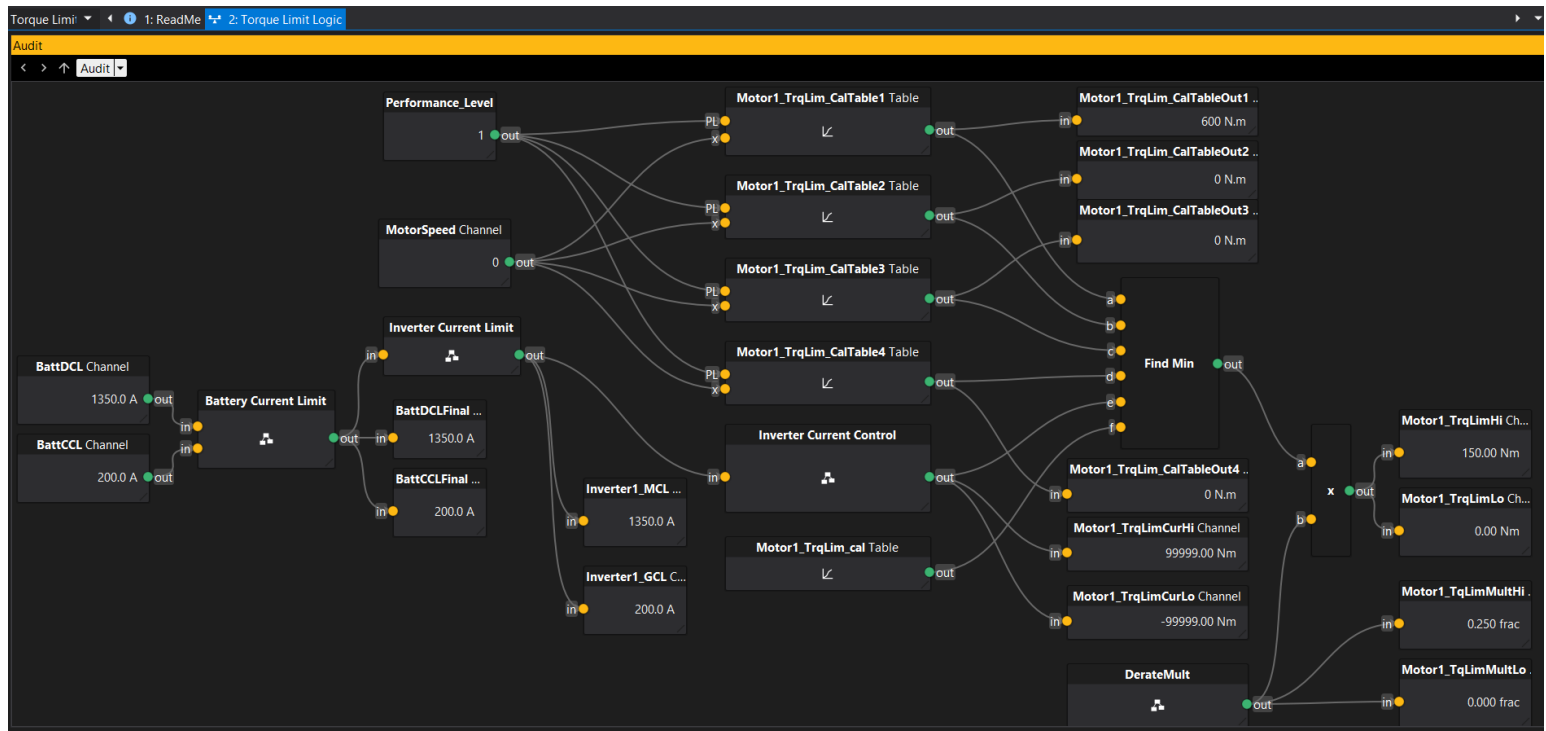 Torque Limi 1: ReadMe 2: Torque Limit Logic
Audit
Audit
Performance_Level
1 out
MotorSpeed Channel
0 out
BattDCL Channel
1350.0 A out
BattCCL Channel
200.0 A out
Battery Current Limit
in
in
out
Inverter Current Limit
in out
BattDCLFinal ...
in 1350.0 A
BattCCLFinal ...
in 200.0 A
Inverter1_MCL ...
in 1350.0 A
Inverter1_GCL C...
in 200.0 A
Motor1_TrqLim_CalTable1 Table
PL
x
out
Motor1_TrqLim_CalTable2 Table
PL
x
out
Motor1_TrqLim_CalTable3 Table
PL
x
out
Motor1_TrqLim_CalTable4 Table
PL
x
out
Inverter Current Control
in out
Motor1_TrqLim_cal Table
out
Motor1_TrqLim_CalTableOut1 ..
in 600 N.m
Motor1_TrqLim_CalTableOut2 ..
in 0 N.m
Motor1_TrqLim_CalTableOut3 ..
in 0 N.m
a
b
c
d
e
f
Find Min out
Motor1_TrqLim_CalTableOut4 ..
in 0 N.m
Motor1_TrqLimCurHi Channel
in 99999.00 Nm
Motor1_TrqLimCurLo Channel
in -99999.00 Nm
DerateMult
out
a
b
x out
Motor1_TrqLimHi Ch...
in 150.00 Nm
Motor1_TrqLimLo Ch...
in 0.00 Nm
Motor1_TqLimMultHi .
in 0.250 frac
Motor1_TqLimMultLo .
in 0.000 frac